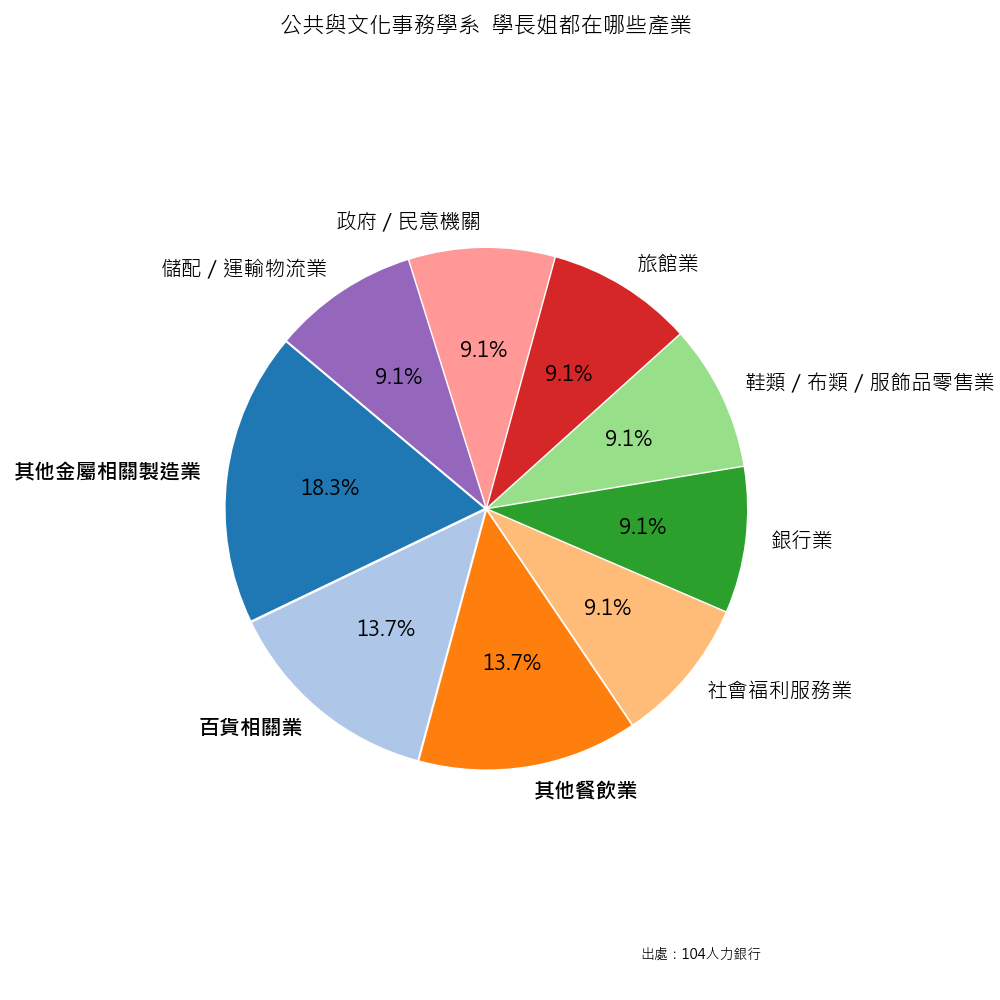 公共與文化事務學系 學長姐都在哪些產業
政府 / 民意機關
旅館業
儲配 / 運輸物流業
9.1%
9.1%
9.1%
鞋類 / 布類 / 服飾品零售業
9.1%
其他金屬相關製造業
18.3%
9.1%
銀行業
9.1%
13.7%
13.7%
社會福利服務業
百貨相關業
其他餐飲業
出處：104人力銀行